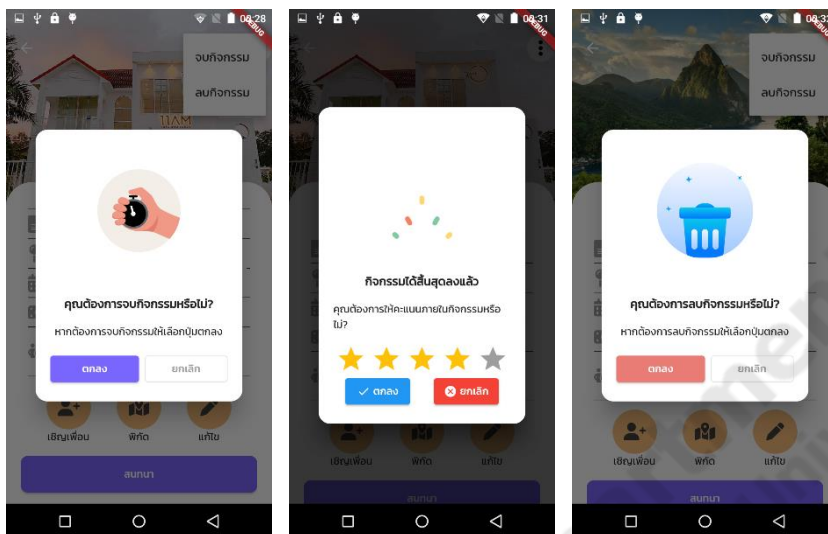 08:28
DEBUG
จบกิจกรรม
ลบกิจกรรม
คุณต้องการจบกิจกรรมหรือไม่?
หากต้องการจบกิจกรรมให้เลือกปุ่มตกลง
ตกลง
ยกเลิก
เชิญเพื่อน
พิกัด
แก้ไข
สนทนา
08:31
DEBUG
กิจกรรมได้สิ้นสุดลงแล้ว
คุณต้องการให้คะแนนภายในกิจกรรมหรือ
ไม่?
ตกลง
ยกเลิก
เชิญเพื่อน
พิกัด
แก้ไข
สนทนา
08:32
DEBUG
จบกิจกรรม
ลบกิจกรรม
คุณต้องการลบกิจกรรมหรือไม่?
หากต้องการลบกิจกรรมให้เลือกปุ่มตกลง
ตกลง
ยกเลิก
เชิญเพื่อน
พิกัด
แก้ไข
สนทนา